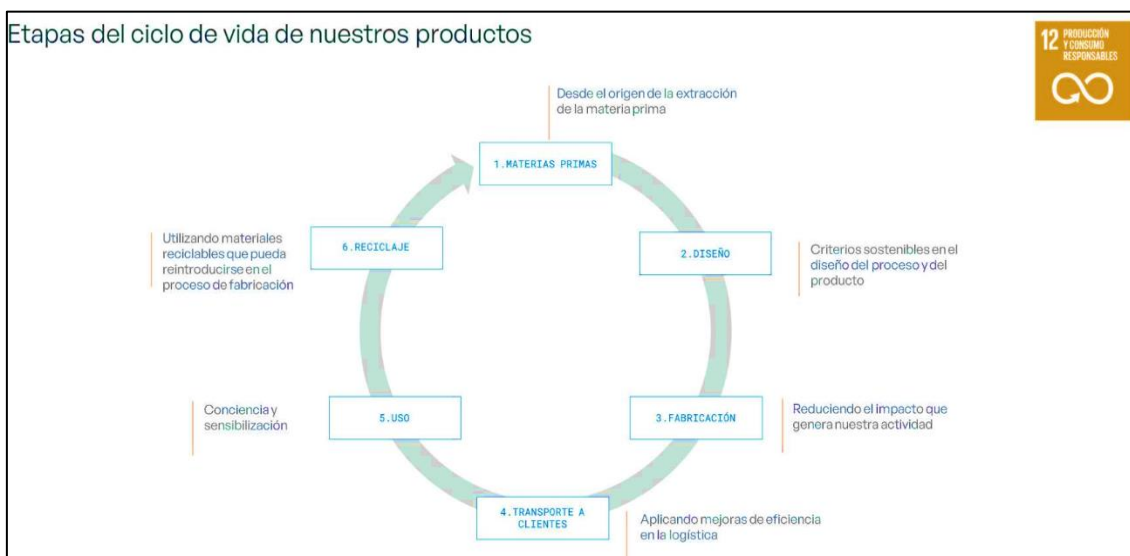 Etapas del ciclo de vida de nuestros productos
12 PRODUCCIÓN
Y CONSUMO
RESPONSABLES
Desde el origen de la extracción
de la materia prima
1.MATERIAS PRIMAS
2.DISEÑO
Criterios sostenibles en el
diseño del proceso y del
producto
3.FABRICACIÓN
Reduciendo el impacto que
genera nuestra actividad
4.TRANSPORTE A
CLIENTES
Aplicando mejoras de eficiencia
en la logística
5.USO
Conciencia y
sensibilización
6.RECICLAJE
Utilizando materiales
reciclables que pueda
reintroducirse en el
proceso de fabricación